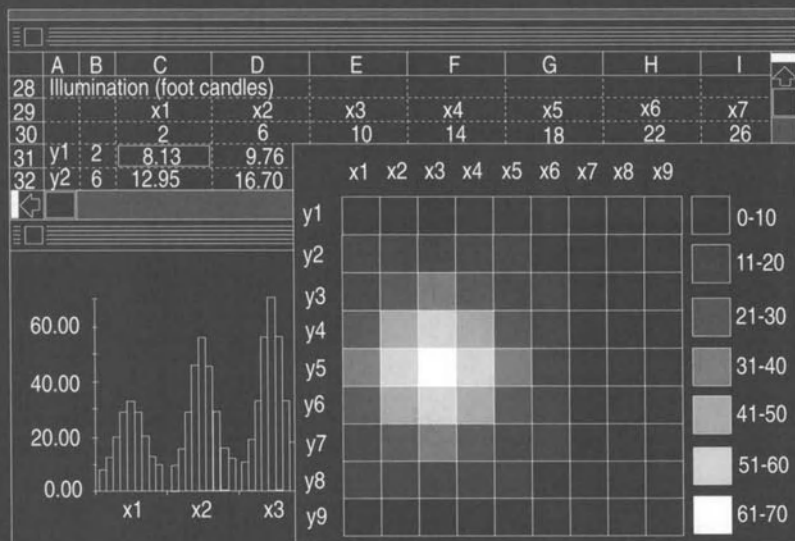 A B C D E F G H I
28 Illumination (foot candles)
29 x1 x2 x3 x4 x5 x6 x7
30 2 6 10 14 18 22 26
31 y1 2 8.13 9.76
32 y2 6 12.95 16.70
x1 x2 x3 x4 x5 x6 x7 x8 x9
y1
y2
y3
y4
y5
y6
y7
y8
y9
0-10
11-20
21-30
31-40
41-50
51-60
61-70
60.00
40.00
20.00
0.00
x1 x2 x3